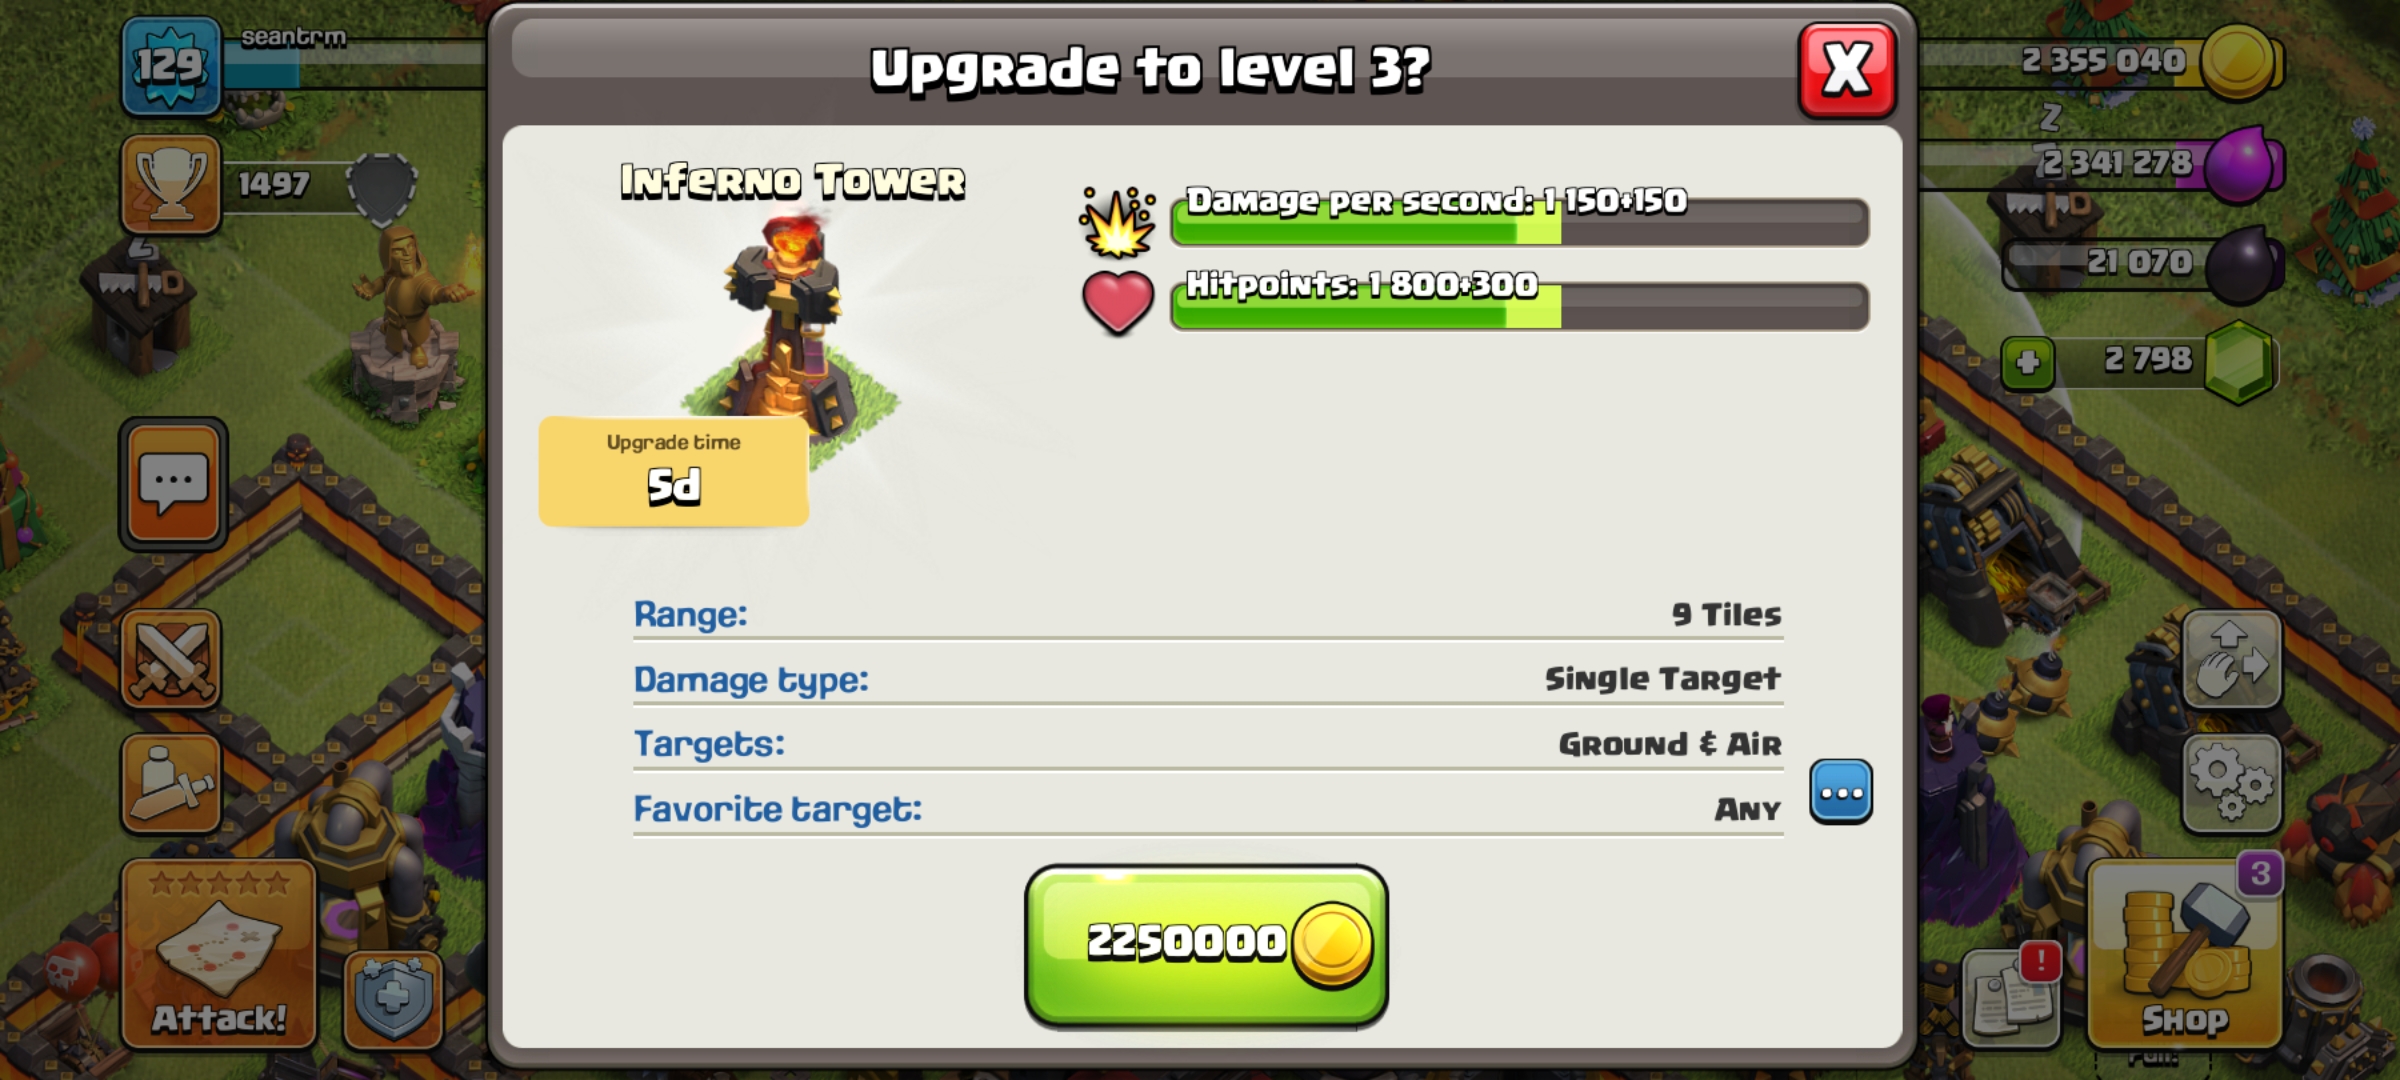 129
seantrm
1497
Attack!
Upgrade to level 3?
X
Inferno Tower
Damage per second: 1 150+150
Hitpoints: 1 800+300
Upgrade time
5d
Range: 9 Tiles
Damage type: Single Target
Targets: Ground & Air
Favorite target: Any
2250000
2 355 040
Z
2 341 278
21 070
2 798
3
!
Shop
Full!